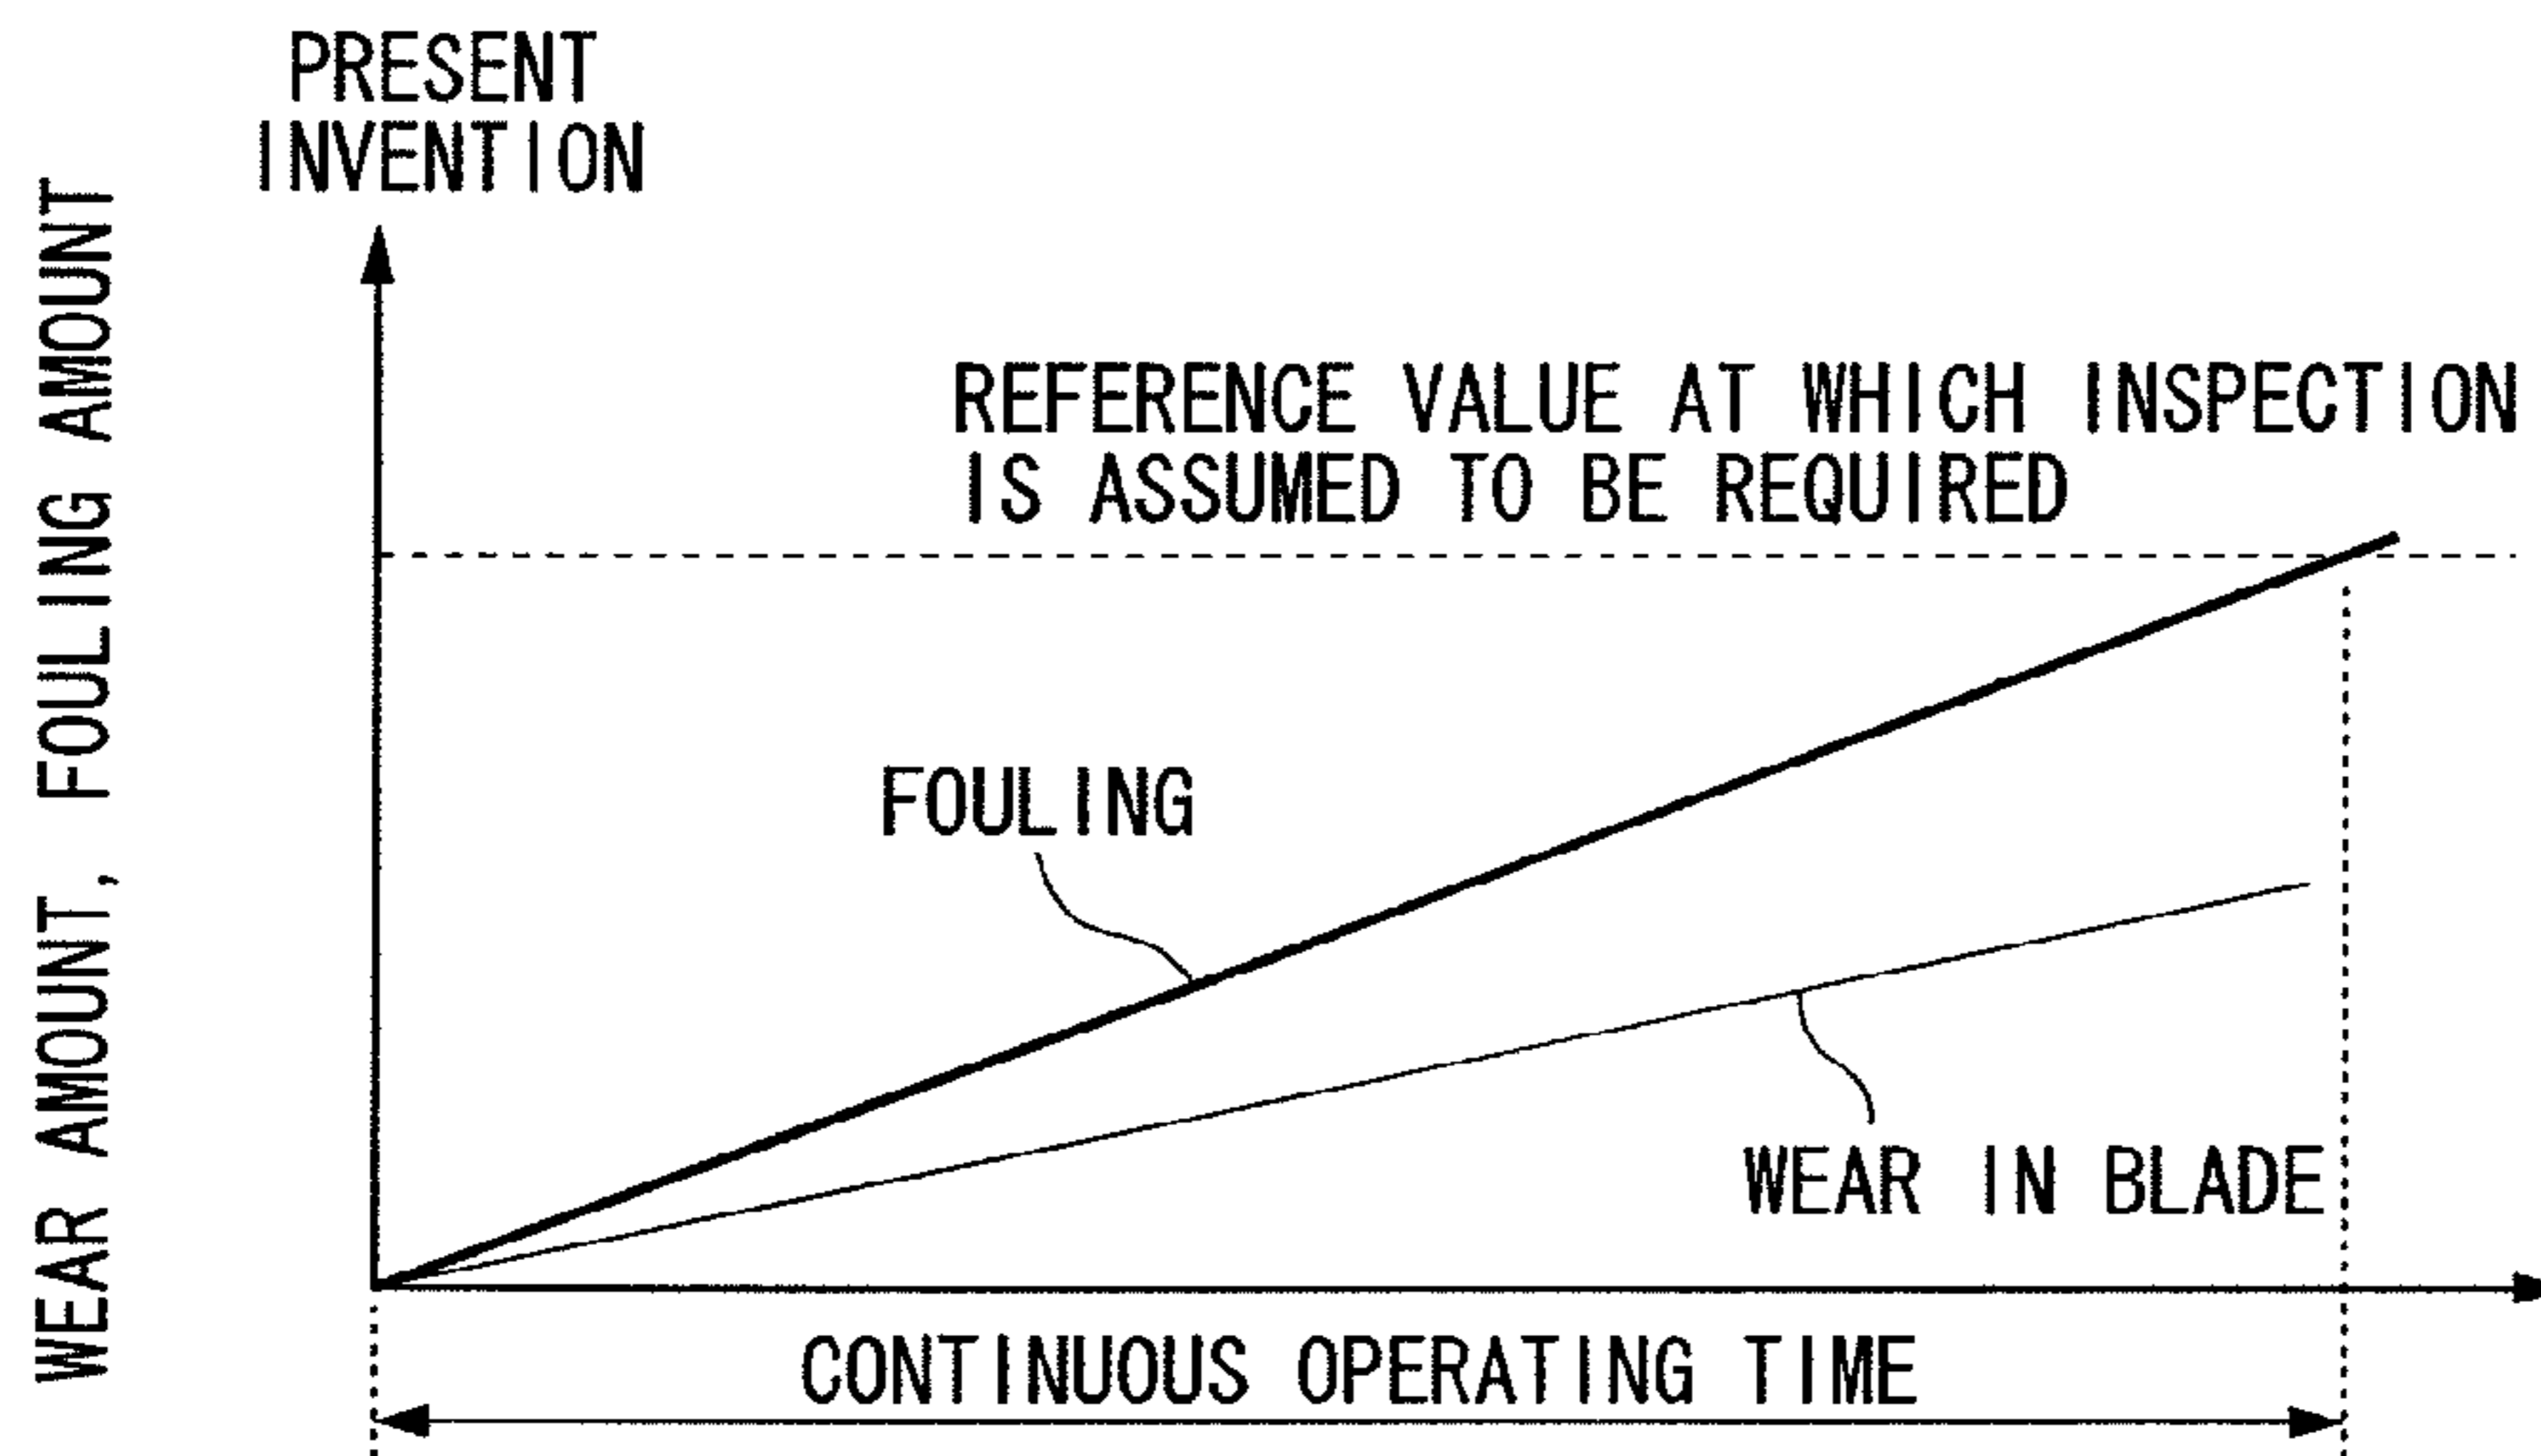 PRESENT
INVENTION
WEAR AMOUNT, FOULING AMOUNT
REFERENCE VALUE AT WHICH INSPECTION
IS ASSUMED TO BE REQUIRED
FOULING
WEAR IN BLADE
CONTINUOUS OPERATING TIME